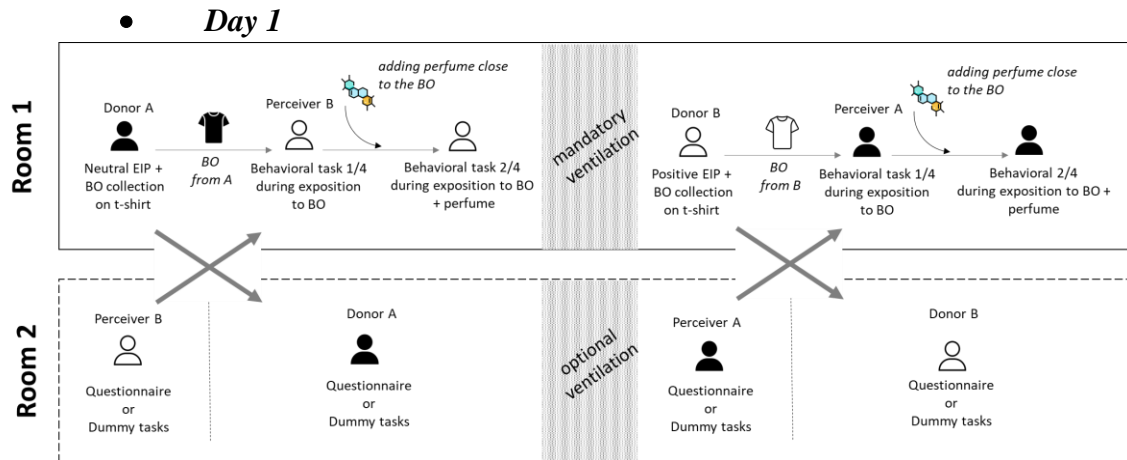 • Day 1
Room 1
Donor A
Neutral EIP +
BO collection
on t-shirt
BO
from A
Perceiver B
Behavioral task 1/4
during exposition
to BO
adding perfume close
to the BO
Behavioral task 2/4
during exposition to BO
+ perfume
mandatory
ventilation
Donor B
Positive EIP +
BO collection
on t-shirt
BO
from B
Perceiver A
Behavioral task 1/4
during exposition to
BO
adding perfume close
to the BO
Behavioral 2/4
during exposition to BO +
perfume
Room 2
Perceiver B
Questionnaire
or
Dummy tasks
Donor A
Questionnaire
or
Dummy tasks
optional
ventilation
Perceiver A
Questionnaire
or
Dummy tasks
Donor B
Questionnaire
or
Dummy tasks